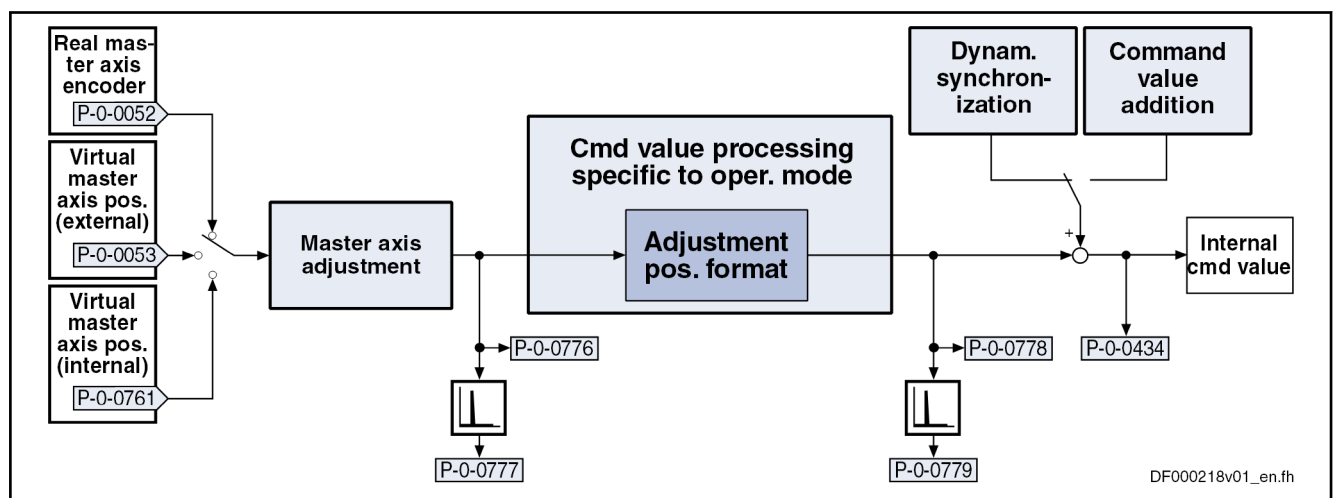 Real mas-
ter axis
encoder
P-0-0052
Virtual
master
axis pos.
(external)
P-0-0053
Virtual
master
axis pos.
(internal)
P-0-0761
Master axis
adjustment
Cmd value processing
specific to oper. mode
Adjustment
pos. format
Dynam.
synchron-
ization
Command
value
addition
+
Internal
cmd value
P-0-0776
P-0-0777
P-0-0778
P-0-0779
P-0-0434
DF000218v01_en.fh